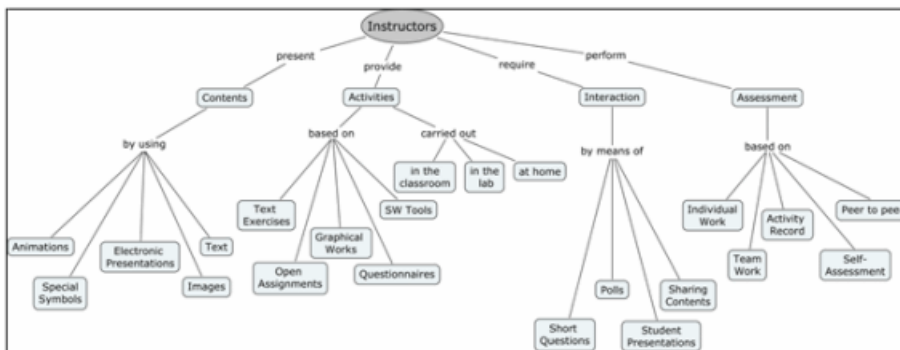 Instructors
present
provide
require
perform
Contents
Activities
Interaction
Assessment
by using
based on
carried out
by means of
based on
in the
classroom
in the
lab
at home
Text
Exercises
SW Tools
Individual
Work
Activity
Record
Peer to peer
Animations
Electronic
Presentations
Text
Graphical
Works
Open
Assignments
Questionnaires
Team
Work
Self-
Assessment
Special
Symbols
Images
Polls
Sharing
Contents
Short
Questions
Student
Presentations